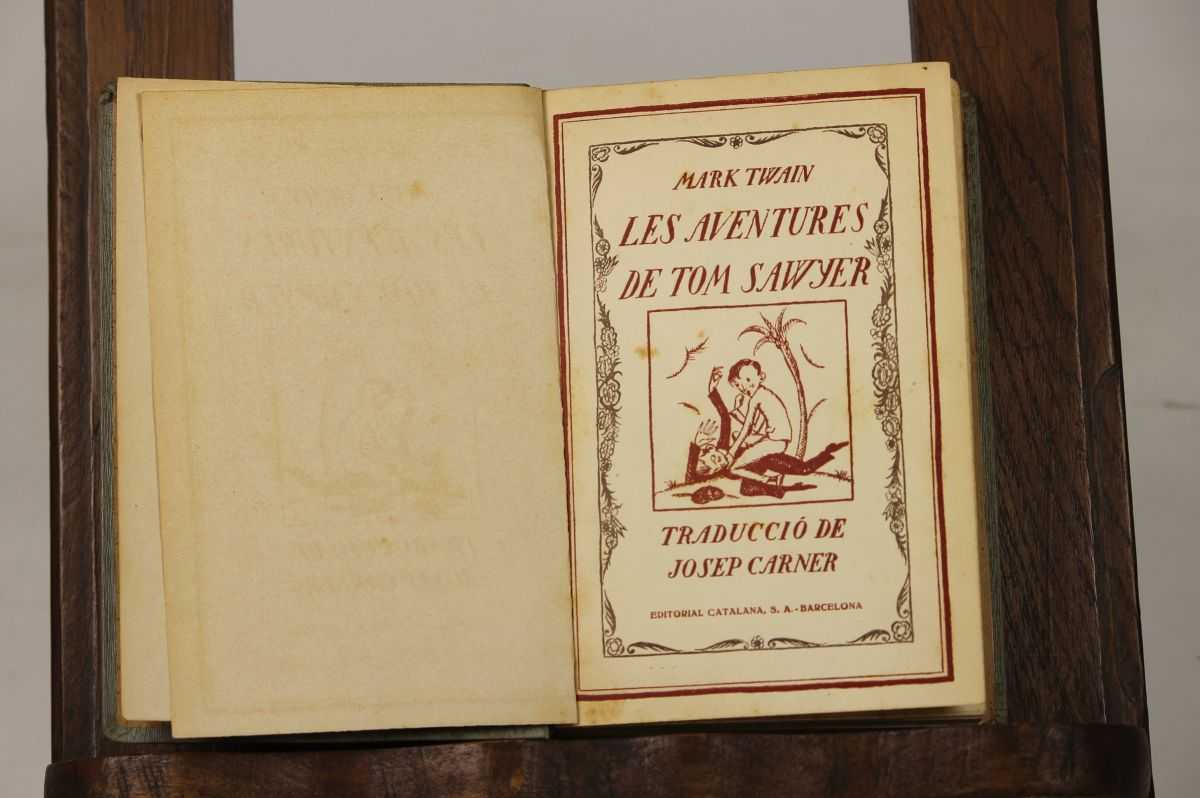 MARK TWAIN
LES AVENTURES
DE TOM SAWYER
TRADUCCIÓ DE
JOSEP CARNER
EDITORIAL CATALANA, S. A.-BARCELONA